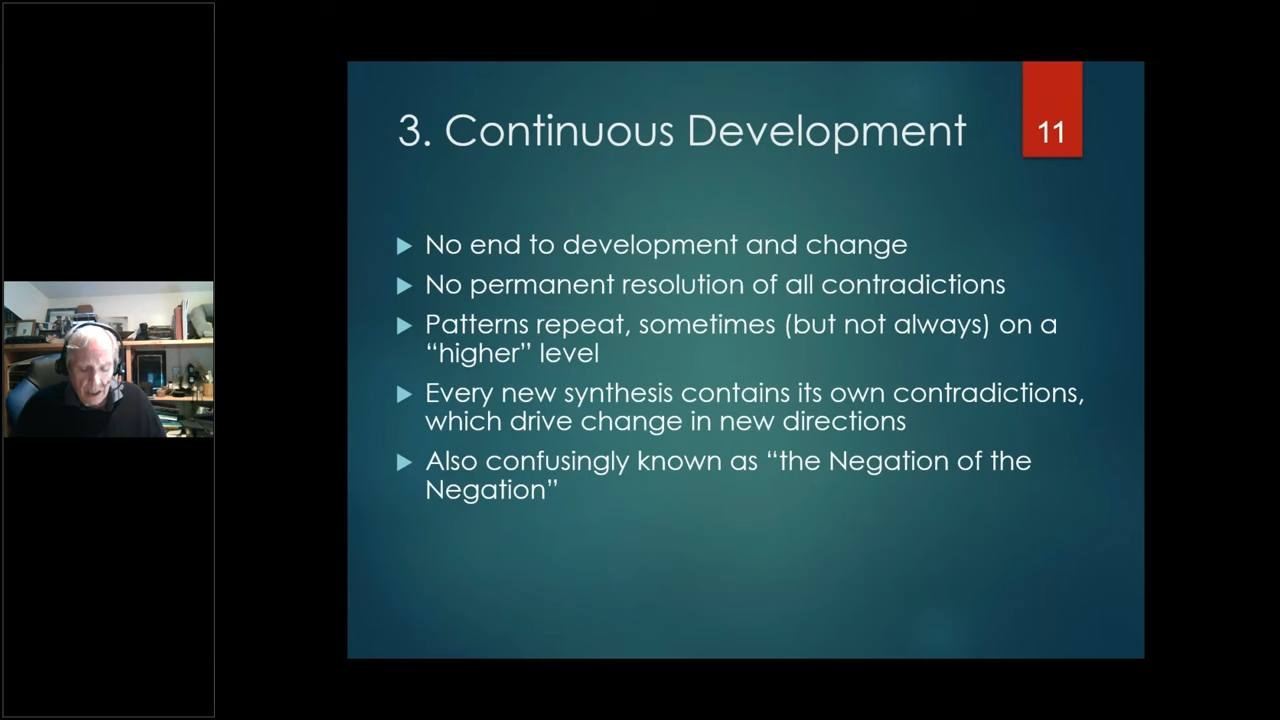 3. Continuous Development
11
No end to development and change
No permanent resolution of all contradictions
Patterns repeat, sometimes (but not always) on a
“higher” level
Every new synthesis contains its own contradictions,
which drive change in new directions
Also confusingly known as “the Negation of the
Negation”